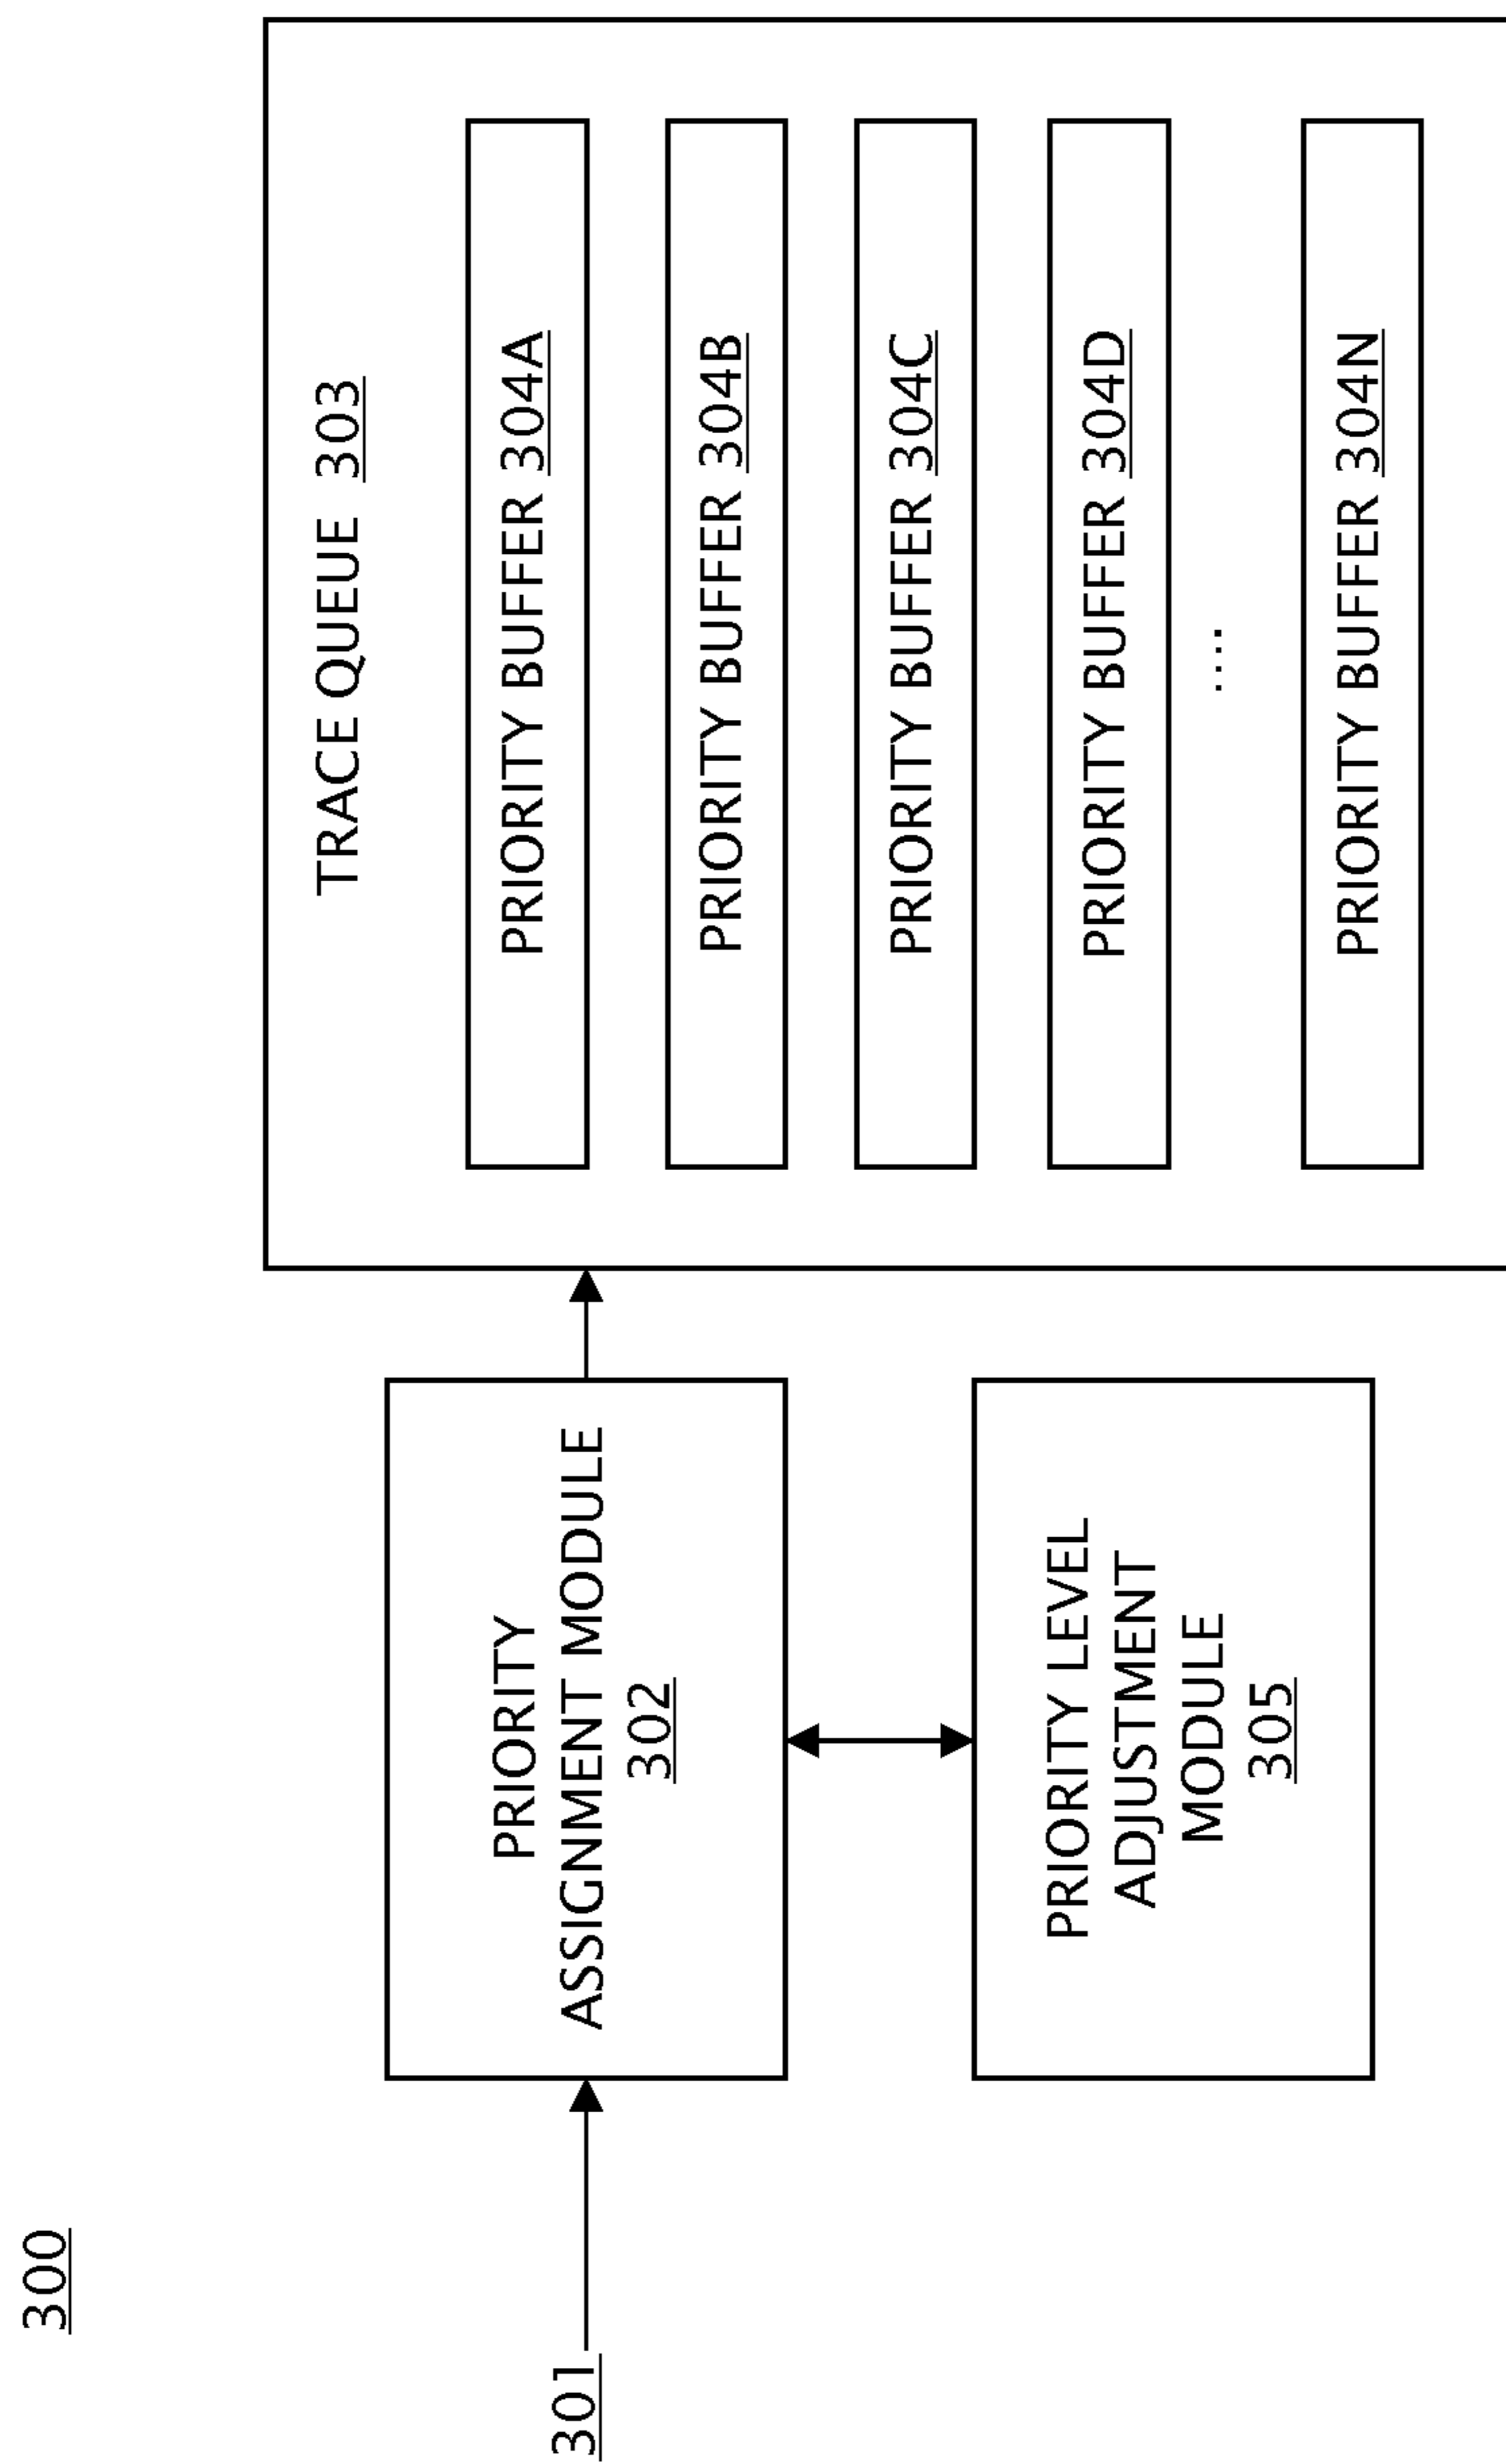 300
301
PRIORITY
ASSIGNMENT MODULE
302
PRIORITY LEVEL
ADJUSTMENT
MODULE
305
TRACE QUEUE 303
PRIORITY BUFFER 304A
PRIORITY BUFFER 304B
PRIORITY BUFFER 304C
PRIORITY BUFFER 304D
....
PRIORITY BUFFER 304N